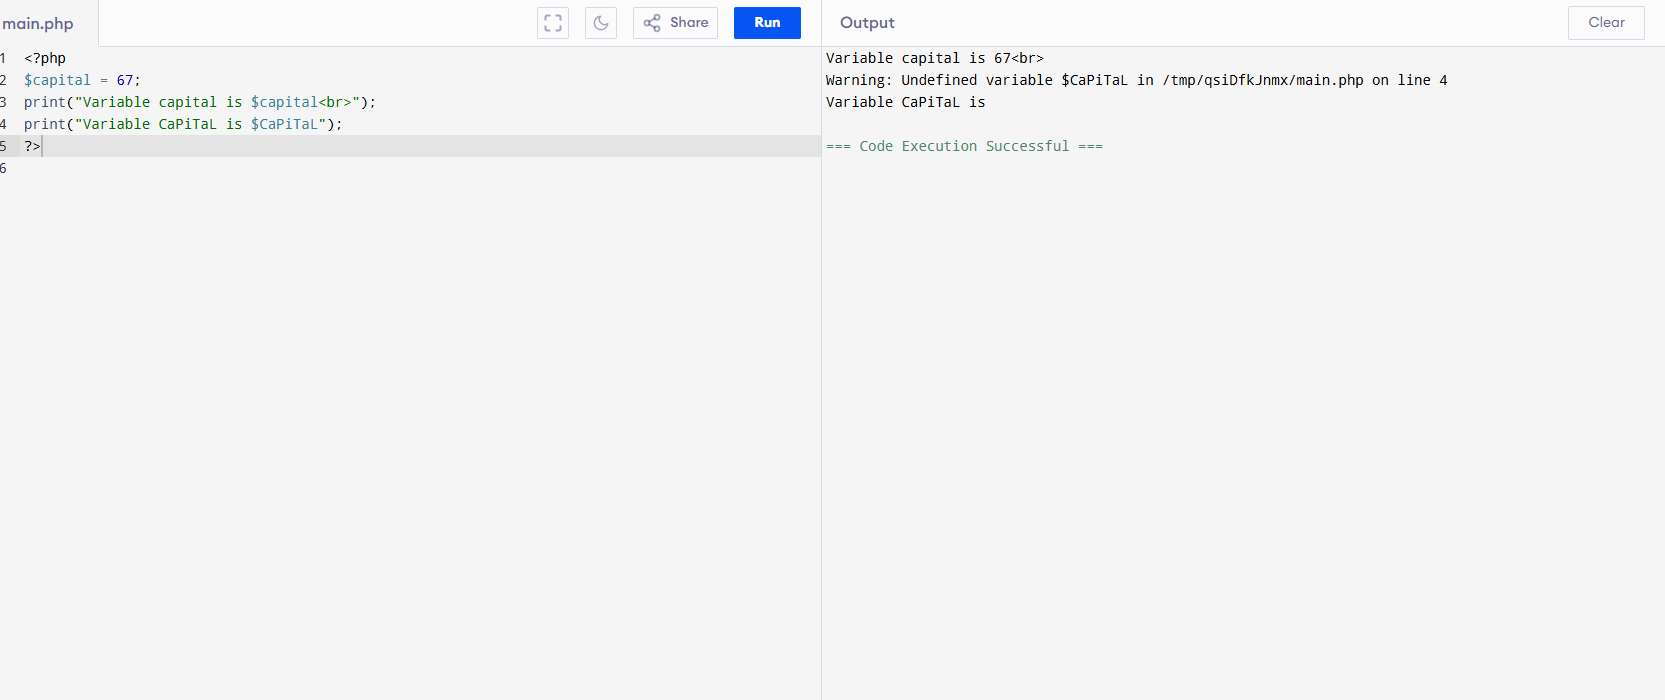 main.php
Share
Run
1 <?php
2 $capital = 67;
3 print("Variable capital is $capital<br>");
4 print("Variable CaPiTaL is $CaPiTaL");
5 ?>
6
Output
Clear
Variable capital is 67<br>
Warning: Undefined variable $CaPiTaL in /tmp/qsiDfkJnmx/main.php on line 4
Variable CaPiTaL is
=== Code Execution Successful ===